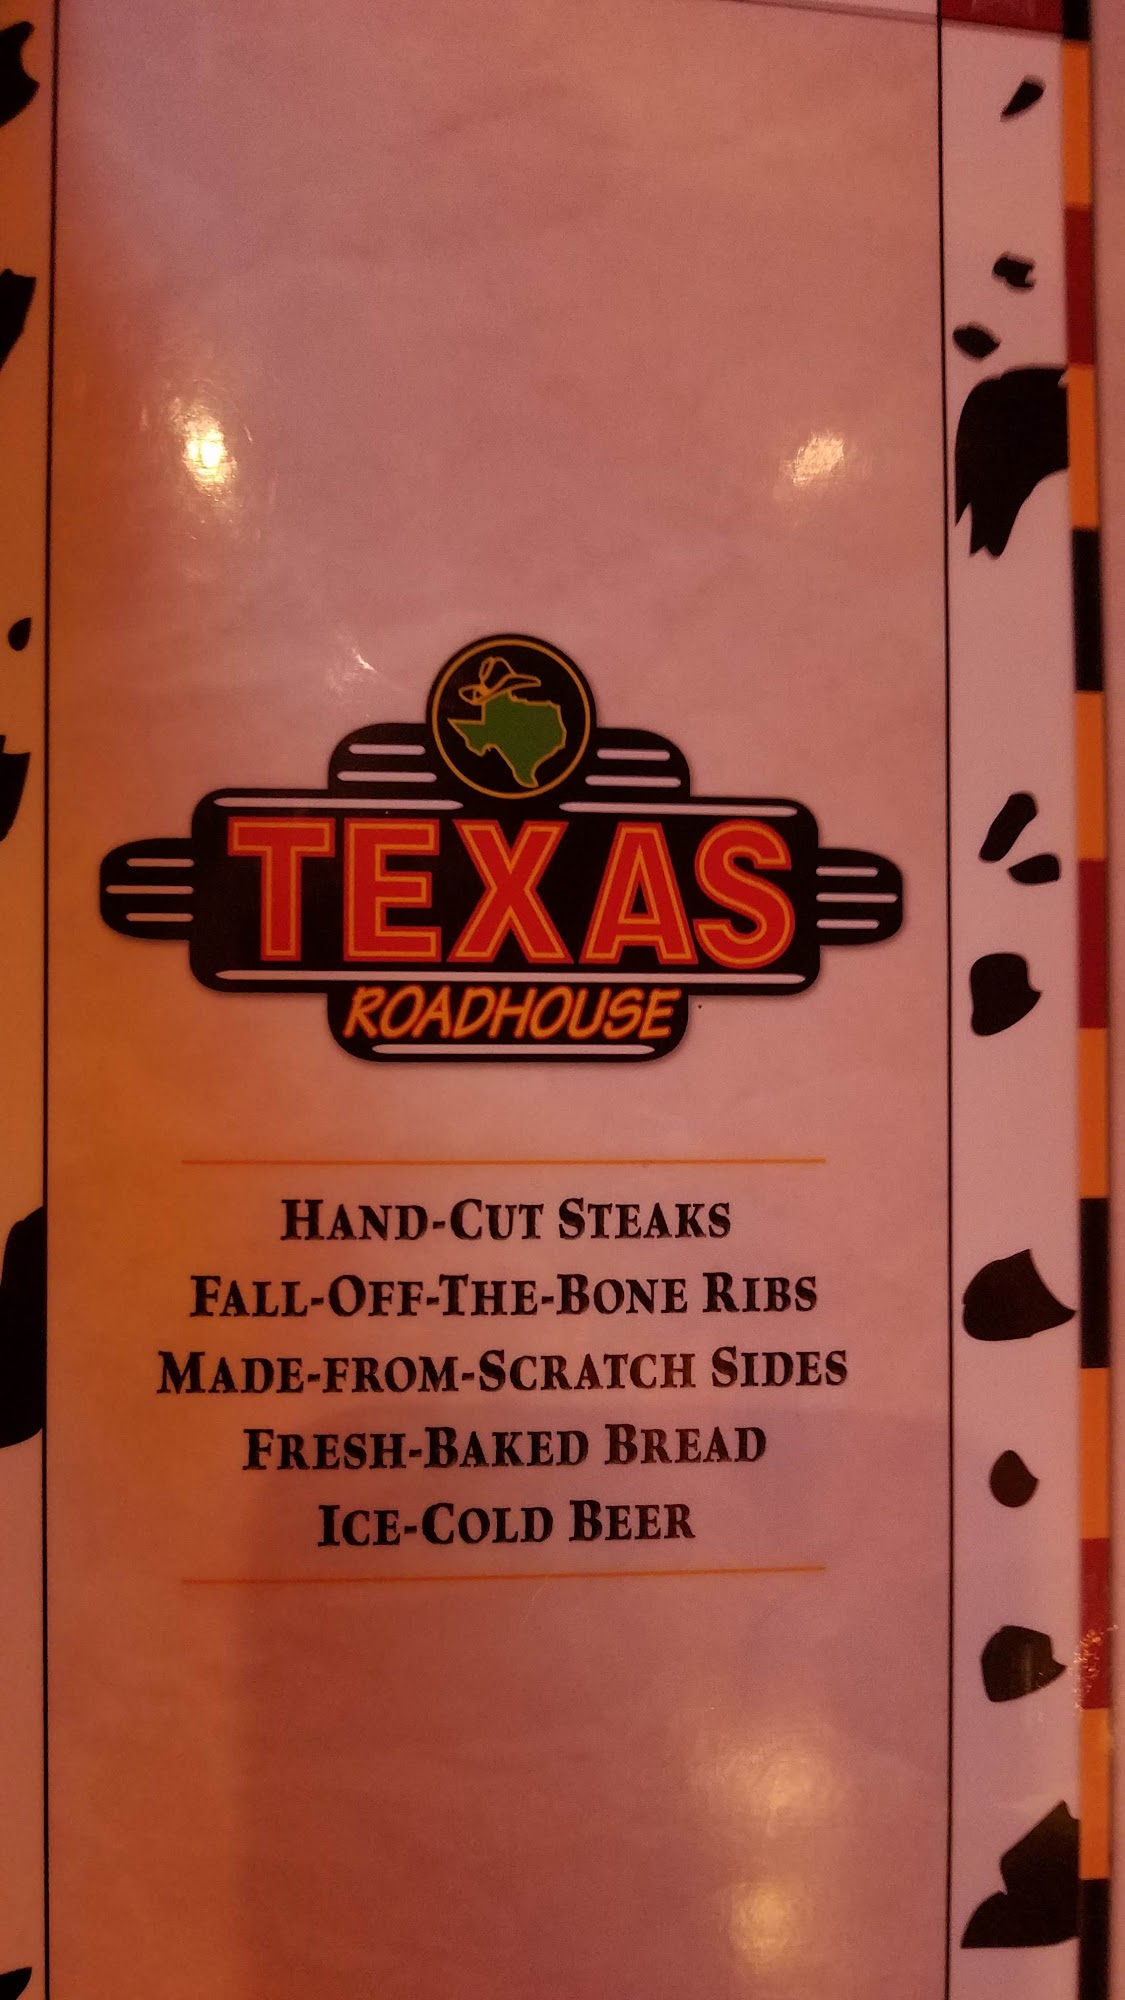 TEXAS
ROADHOUSE
HAND-CUT STEAKS
FALL-OFF-THE-BONE RIBS
MADE-FROM-SCRATCH SIDES
FRESH-BAKED BREAD
ICE-COLD BEER